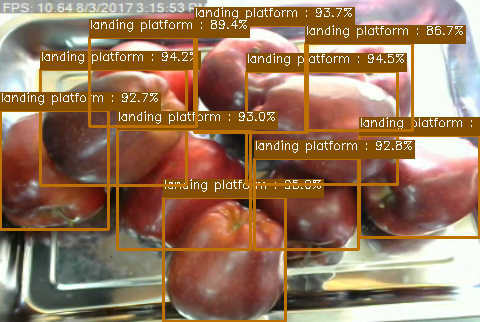 FPS: 10.64 8/3/2017 3:15:53 P
landing platform : 93.7%
landing platform : 89.4%
landing platform : 86.7%
landing platform : 94.2%
landing platform : 94.5%
landing platform : 92.7%
landing platform : 93.0%
landing platform :
landing platform : 92.8%
landing platform : 95.0%